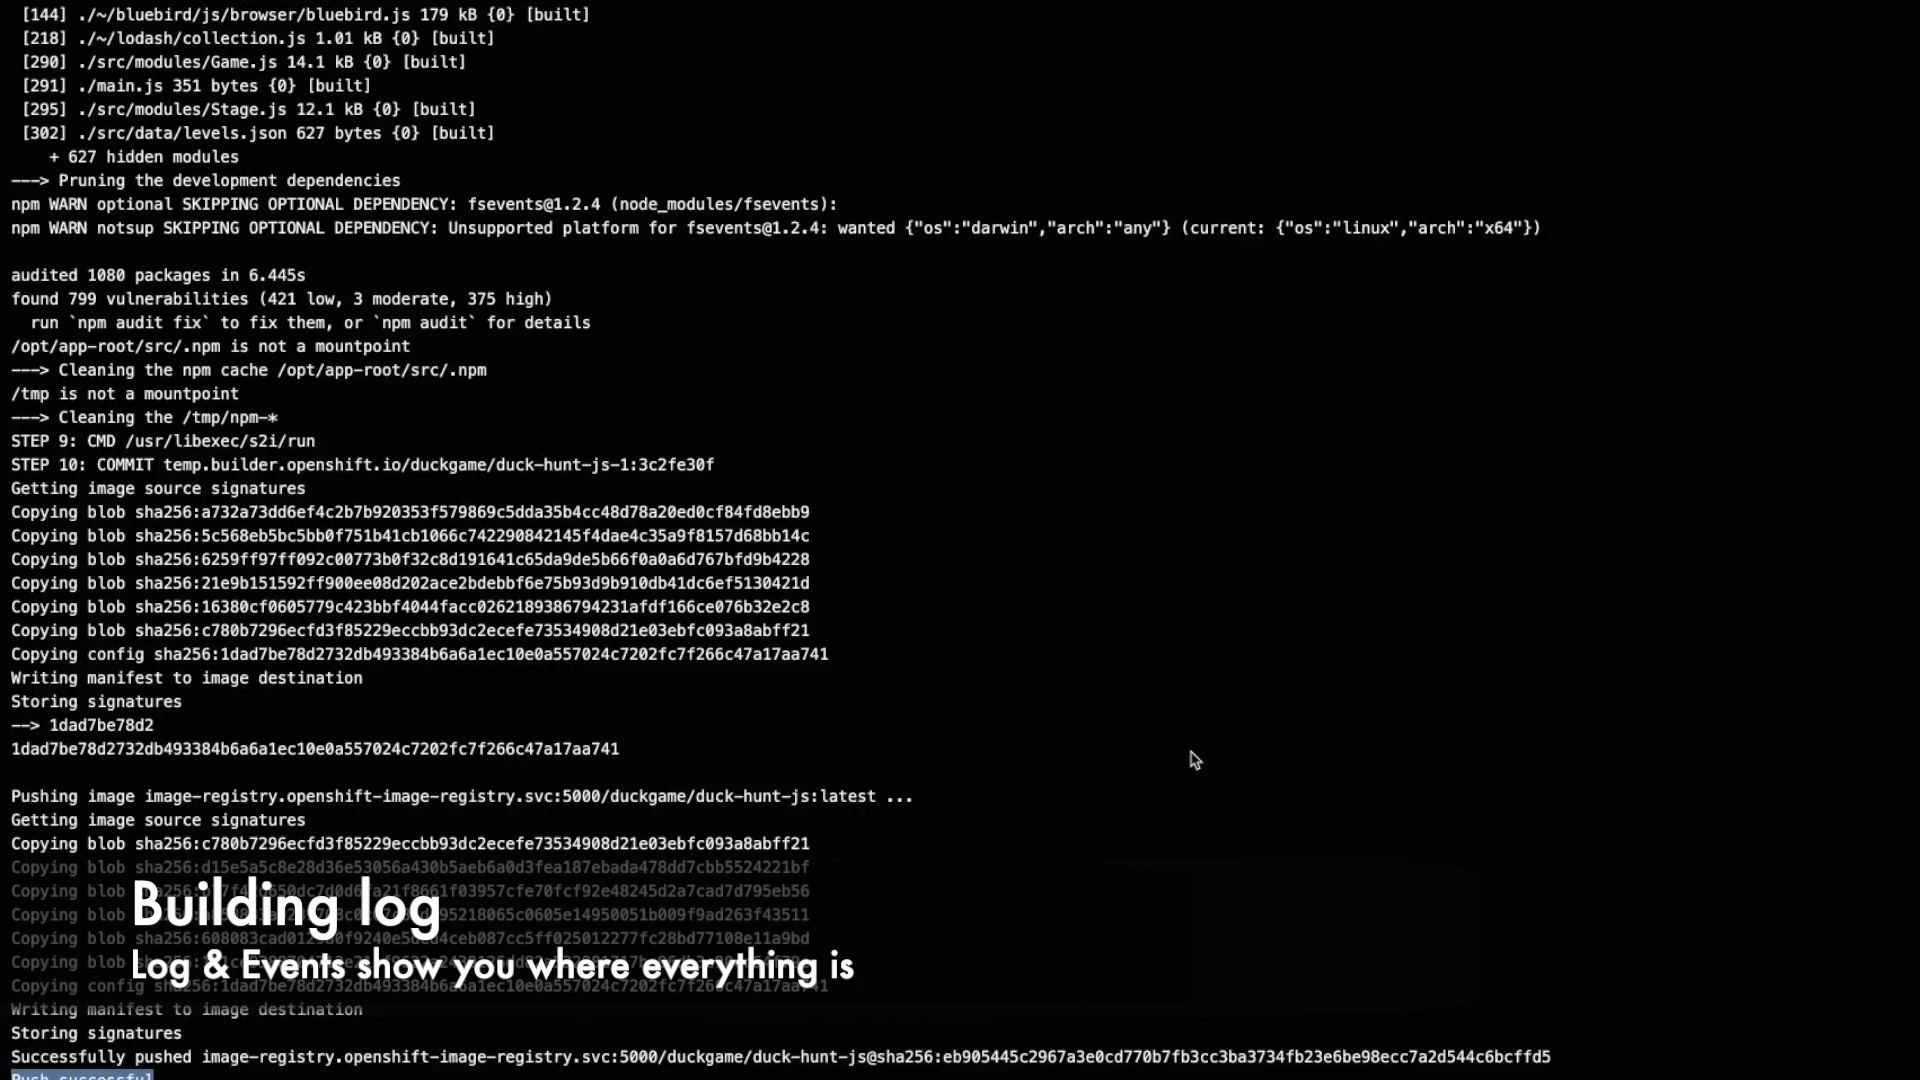 [144] ./~/bluebird/js/browser/bluebird.js 179 kB {0} [built]
[218] ./~/lodash/collection.js 1.01 kB {0} [built]
[290] ./src/modules/Game.js 14.1 kB {0} [built]
[291] ./main.js 351 bytes {0} [built]
[295] ./src/modules/Stage.js 12.1 kB {0} [built]
[302] ./src/data/levels.json 627 bytes {0} [built]
+ 627 hidden modules
---> Pruning the development dependencies
npm WARN optional SKIPPING OPTIONAL DEPENDENCY: fsevents@1.2.4 (node_modules/fsevents):
npm WARN notsup SKIPPING OPTIONAL DEPENDENCY: Unsupported platform for fsevents@1.2.4: wanted {"os":"darwin","arch":"any"} (current: {"os":"linux","arch":"x64"})
audited 1080 packages in 6.445s
found 799 vulnerabilities (421 low, 3 moderate, 375 high)
run `npm audit fix` to fix them, or `npm audit` for details
/opt/app-root/src/.npm is not a mountpoint
---> Cleaning the npm cache /opt/app-root/src/.npm
/tmp is not a mountpoint
---> Cleaning the /tmp/npm-*
STEP 9: CMD /usr/libexec/s2i/run
STEP 10: COMMIT temp.builder.openshift.io/duckgame/duck-hunt-js-1:3c2fe30f
Getting image source signatures
Copying blob sha256:a732a73dd6ef4c2b7b920353f579869c5dda35b4cc48d78a20ed0cf84fd8ebb9
Copying blob sha256:5c568eb5bc5bb0f751b41cb1066c742290842145f4dae4c35a9f8157d68bb14c
Copying blob sha256:6259ff97ff092c00773b0f32c8d191641c65da9de5b66f0a0a6d767bfd9b4228
Copying blob sha256:21e9b151592ff900ee08d202ace2bdebbf6e75b93d9b910db41dc6ef5130421d
Copying blob sha256:16380cf0605779c423bbf4044facc0262189386794231afdf166ce076b32e2c8
Copying blob sha256:c780b7296ecfd3f85229eccbb93dc2ecefe73534908d21e03ebfc093a8abff21
Copying config sha256:1dad7be78d2732db493384b6a6a1ec10e0a557024c7202fc7f266c47a17aa741
Writing manifest to image destination
Storing signatures
--> 1dad7be78d2
1dad7be78d2732db493384b6a6a1ec10e0a557024c7202fc7f266c47a17aa741
Pushing image image-registry.openshift-image-registry.svc:5000/duckgame/duck-hunt-js:latest ...
Getting image source signatures
Copying blob sha256:c780b7296ecfd3f85229eccbb93dc2ecefe73534908d21e03ebfc093a8abff21
Copying blob sha256:d15e5a5c8e28d36e53056a430b5aeb6a0d3fea187ebada478dd7cbb5524221bf
Copying blob
Copying blob
Copying blob
Copying blob
Copying config
Building log
Log & Events show you where everything is
Writing manifest to image destination
Storing signatures
Successfully pushed image-registry.openshift-image-registry.svc:5000/duckgame/duck-hunt-js@sha256:eb905445c2967a3e0cd770b7fb3cc3ba3734fb23e6be98ecc7a2d544c6bcffd5
Push successful